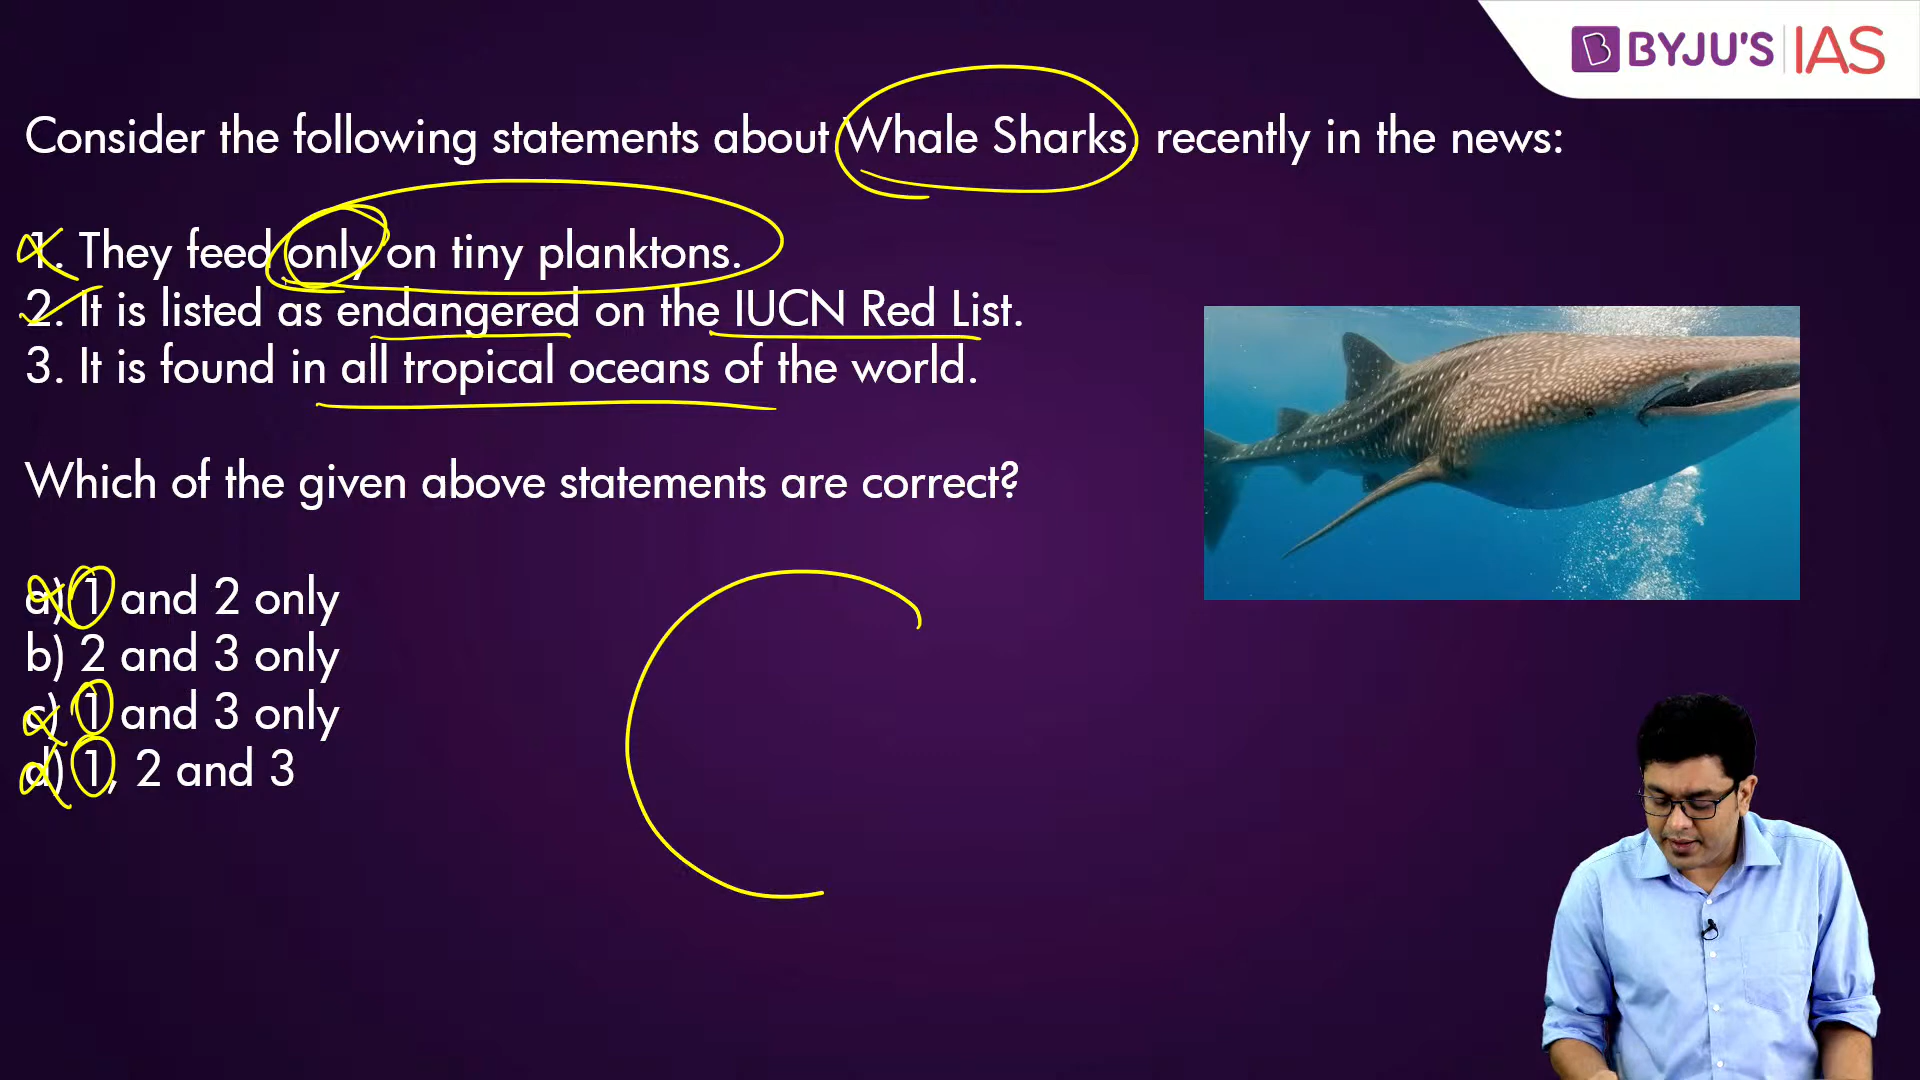 BYJU'S IAS
Consider the following statements about Whale Sharks, recently in the news:
1. They feed only on tiny planktons.
2. It is listed as endangered on the IUCN Red List.
3. It is found in all tropical oceans of the world.
Which of the given above statements are correct?
a) 1 and 2 only
b) 2 and 3 only
c) 1 and 3 only
d) 1, 2 and 3